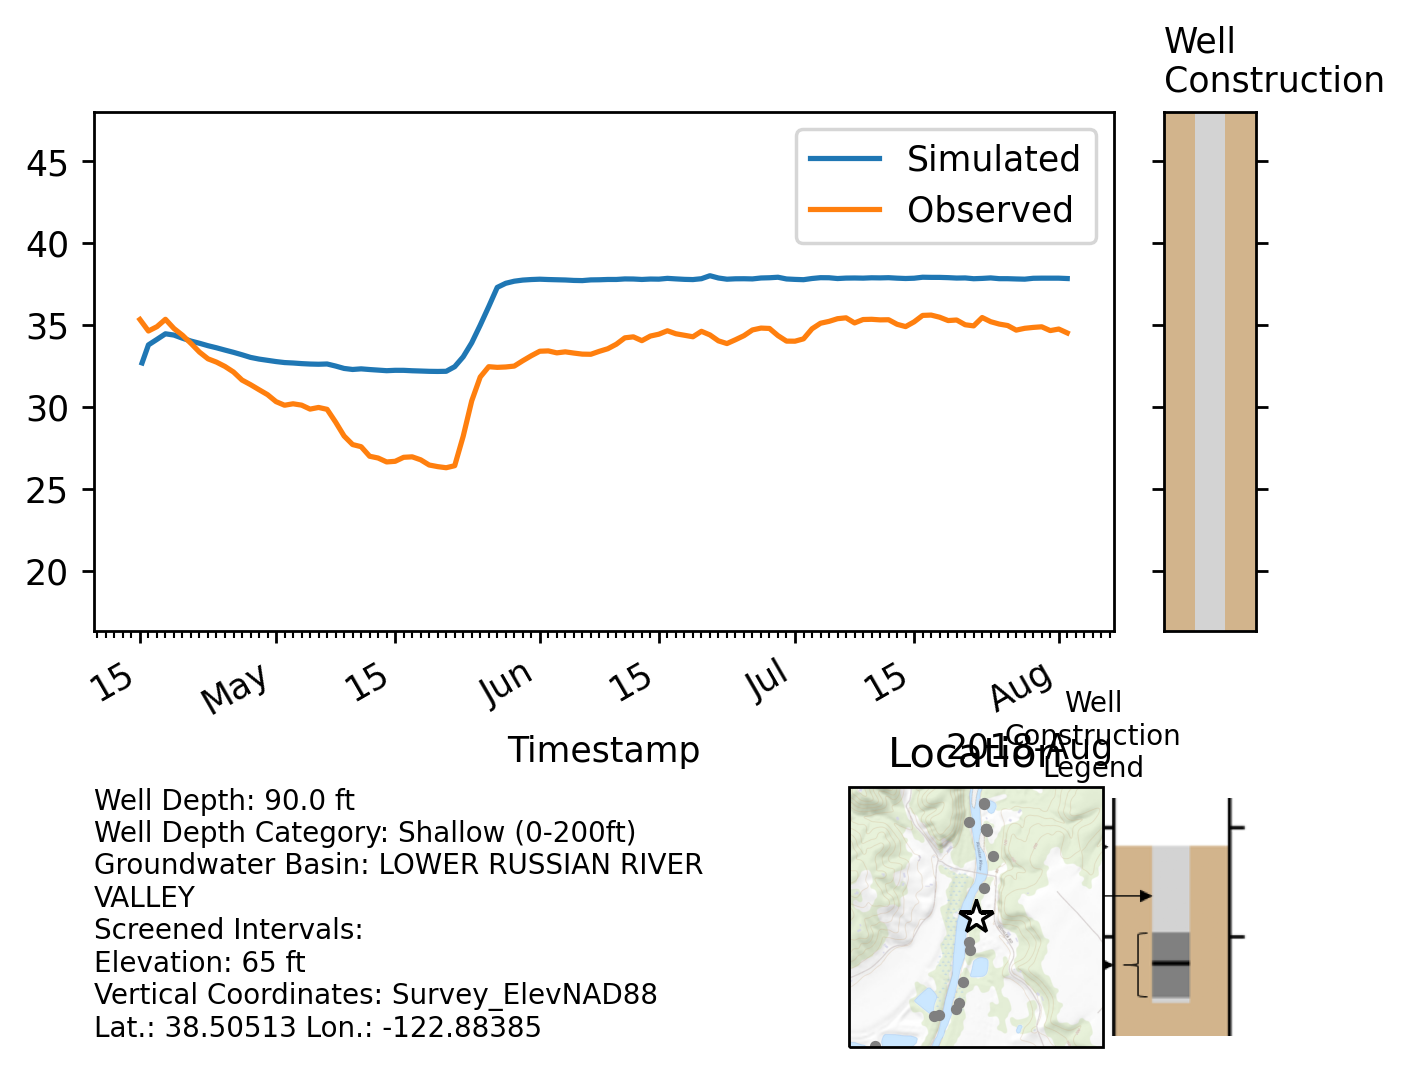 Well
Construction
45
40
35
30
25
20
Simulated
Observed
15
May
15
Jun
15
Jul
15
Aug
Timestamp
2018-Aug
Location
Well
Construction
Legend
Well Depth: 90.0 ft
Well Depth Category: Shallow (0-200ft)
Groundwater Basin: LOWER RUSSIAN RIVER
VALLEY
Screened Intervals:
Elevation: 65 ft
Vertical Coordinates: Survey_ElevNAD88
Lat.: 38.50513 Lon.: -122.88385